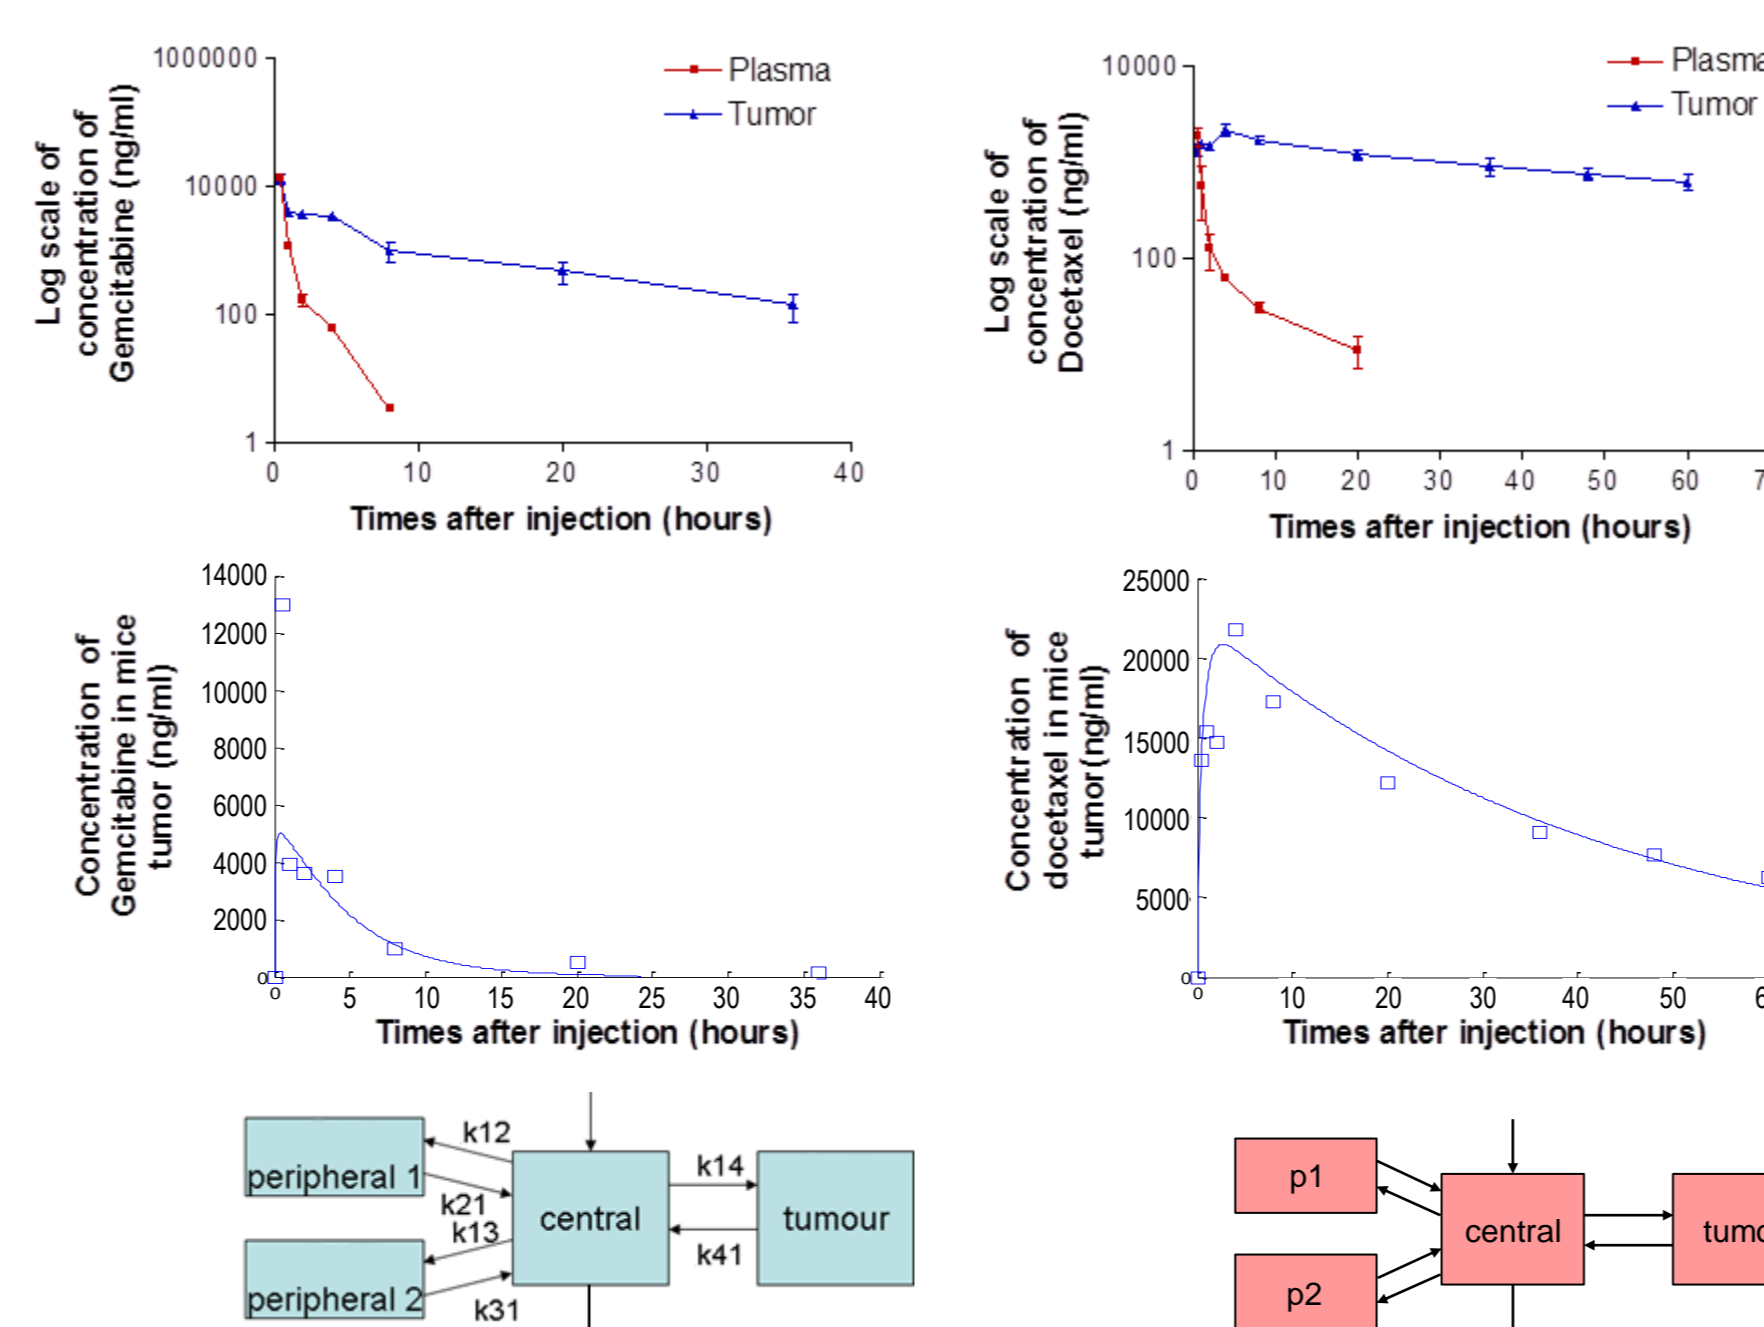 Log scale of
concentration of
Gemcitabine (ng/ml)
1000000
10000
100
1
0 10 20 30 40
Times after injection (hours)
Plasma
Tumor
Log scale of
concentration of
Docetaxel (ng/ml)
10000
100
1
0 10 20 30 40 50 60 7
Times after injection (hours)
Plasma
Tumor
Concentration of
Gemcitabine in mice
tumor (ng/ml)
14000
12000
10000
8000
6000
4000
2000
0
0 5 10 15 20 25 30 35 40
Times after injection (hours)
Concentration of
docetaxel in mice
tumor(ng/ml)
25000
20000
15000
10000
5000
0
0 10 20 30 40 50 6
Times after injection (hours)
peripheral 1
k12
k21
k13
peripheral 2
k31
central
k14
k41
tumour
p1
p2
central
tumo